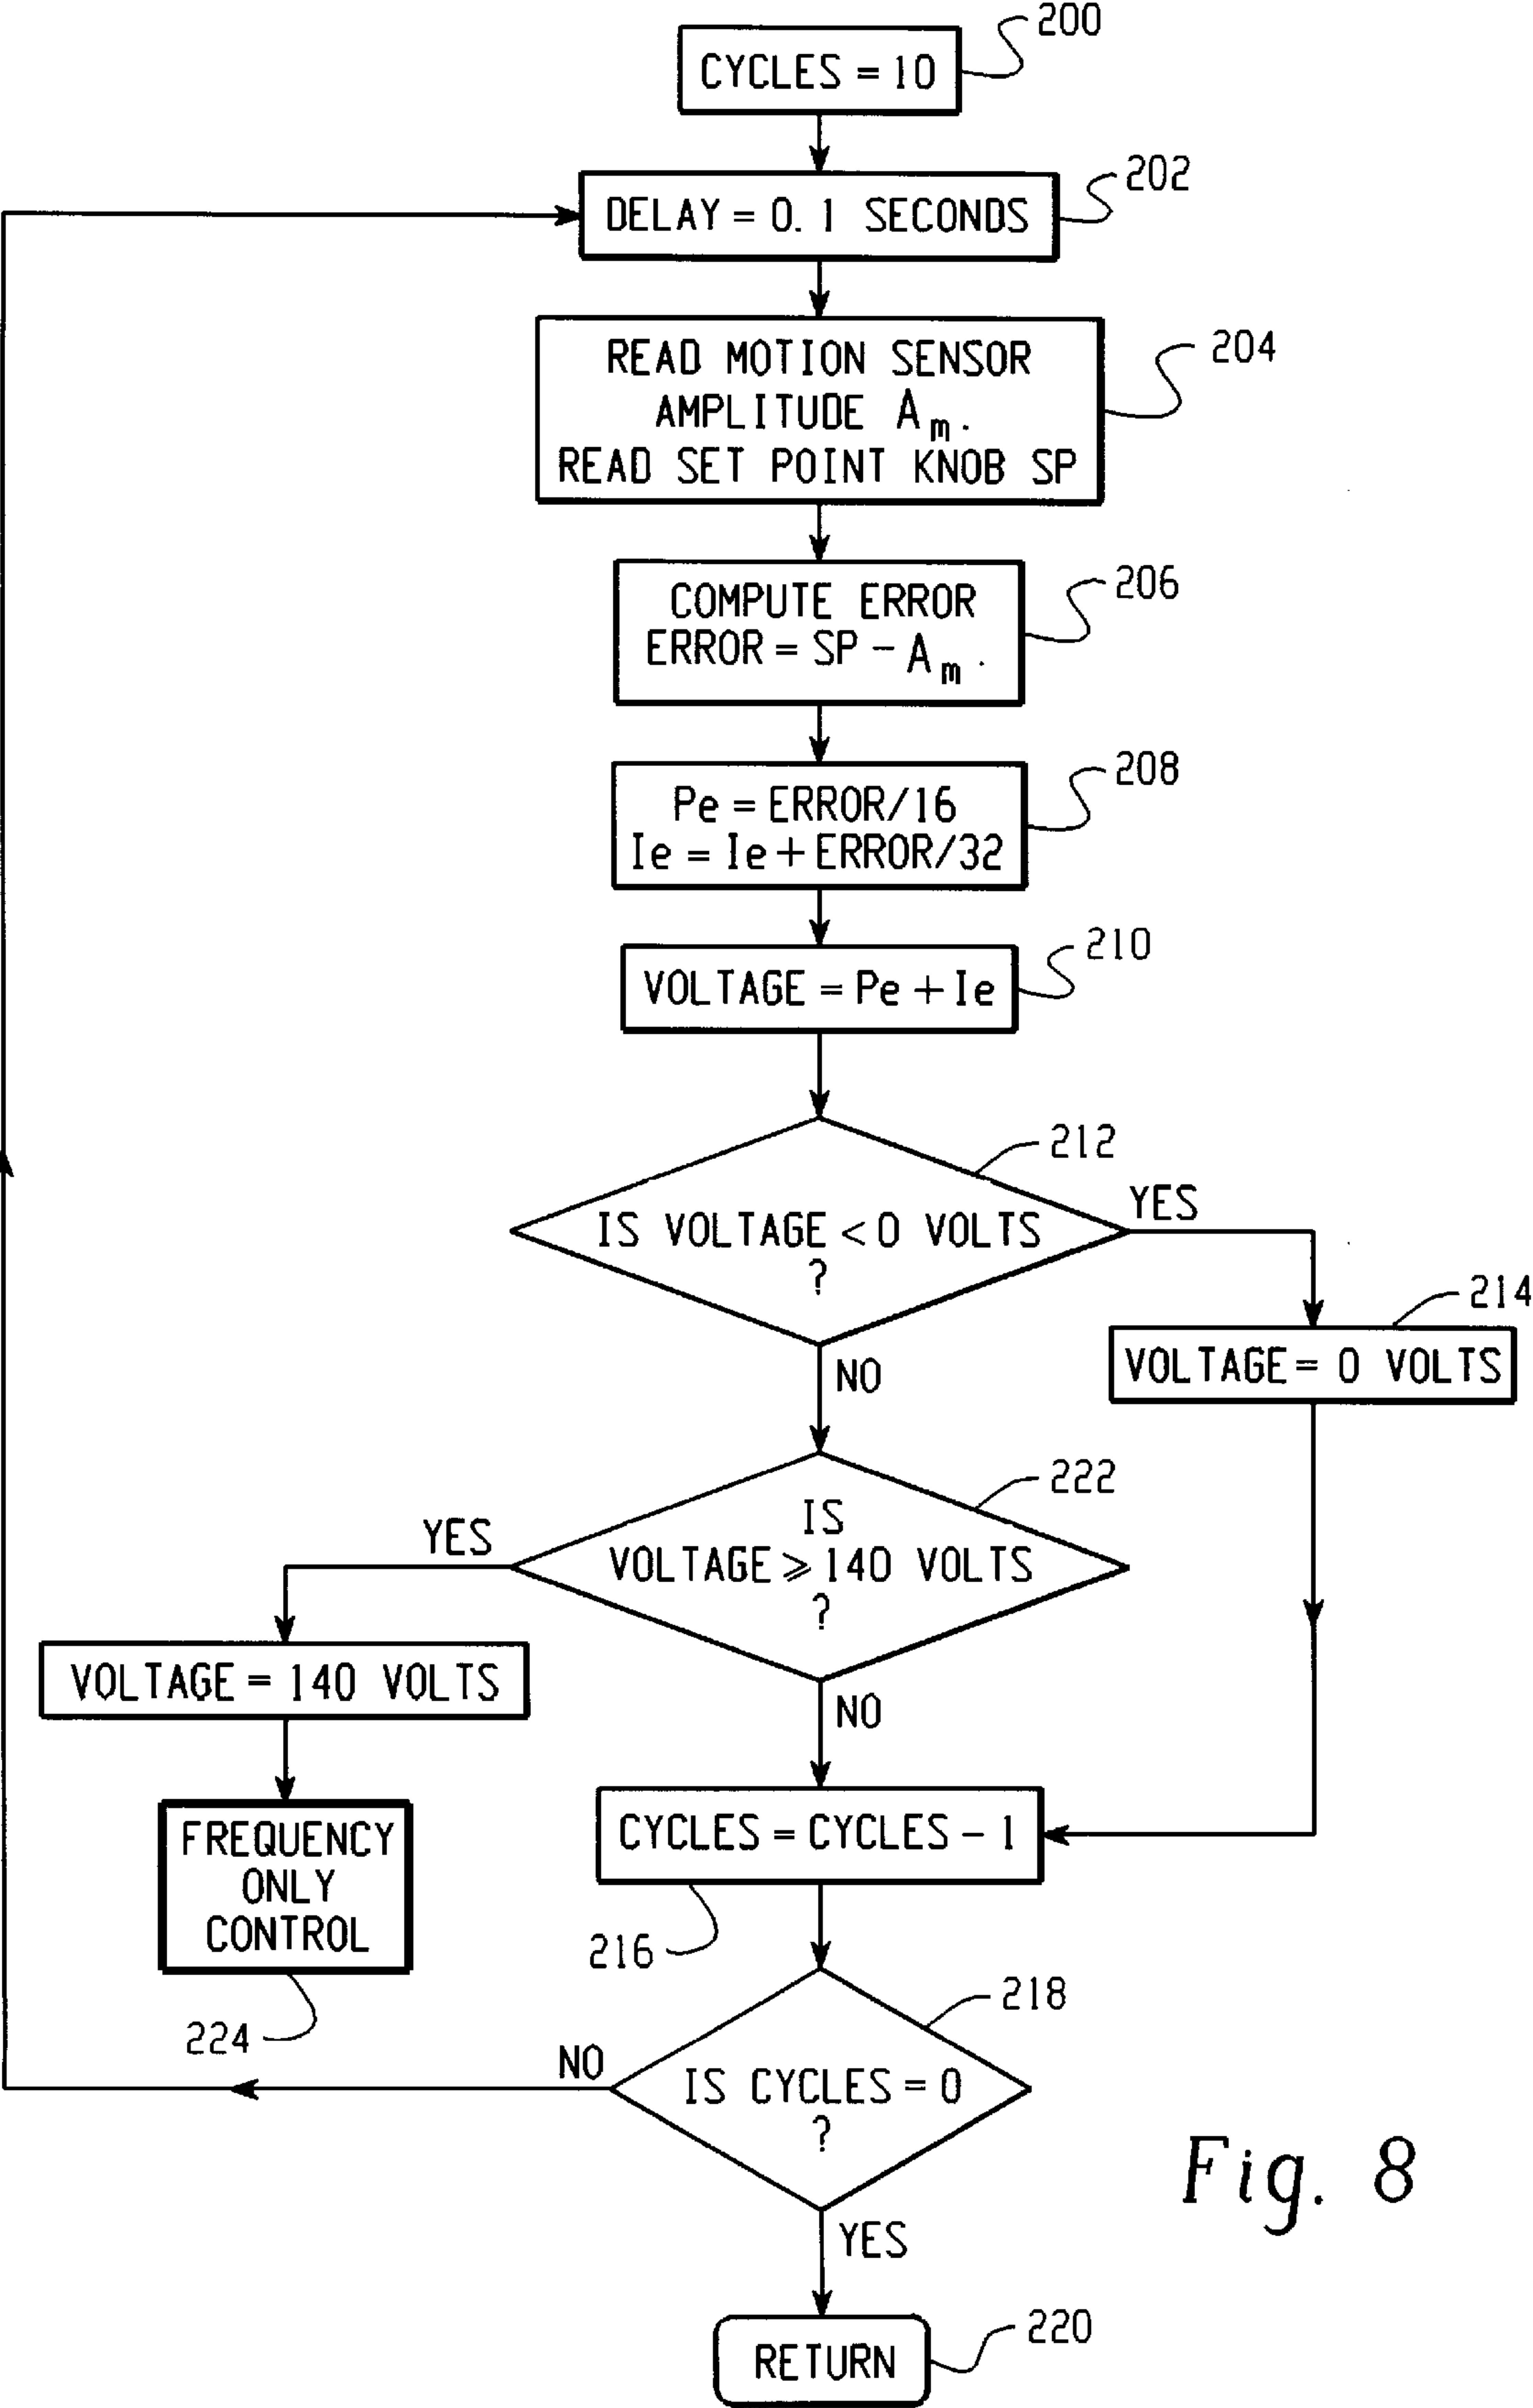 200
CYCLES = 10
202
DELAY = 0.1 SECONDS
204
READ MOTION SENSOR
AMPLITUDE Am.
READ SET POINT KNOB SP
206
COMPUTE ERROR
ERROR = SP - Am.
208
Pe = ERROR/16
Ie = Ie + ERROR/32
210
VOLTAGE = Pe + Ie
212
IS VOLTAGE < 0 VOLTS
?
YES
NO
214
VOLTAGE = 0 VOLTS
222
IS
VOLTAGE ⩾ 140 VOLTS
?
YES
NO
VOLTAGE = 140 VOLTS
FREQUENCY
ONLY
CONTROL
224
CYCLES = CYCLES - 1
216
218
IS CYCLES = 0
?
NO
YES
220
RETURN
Fig. 8